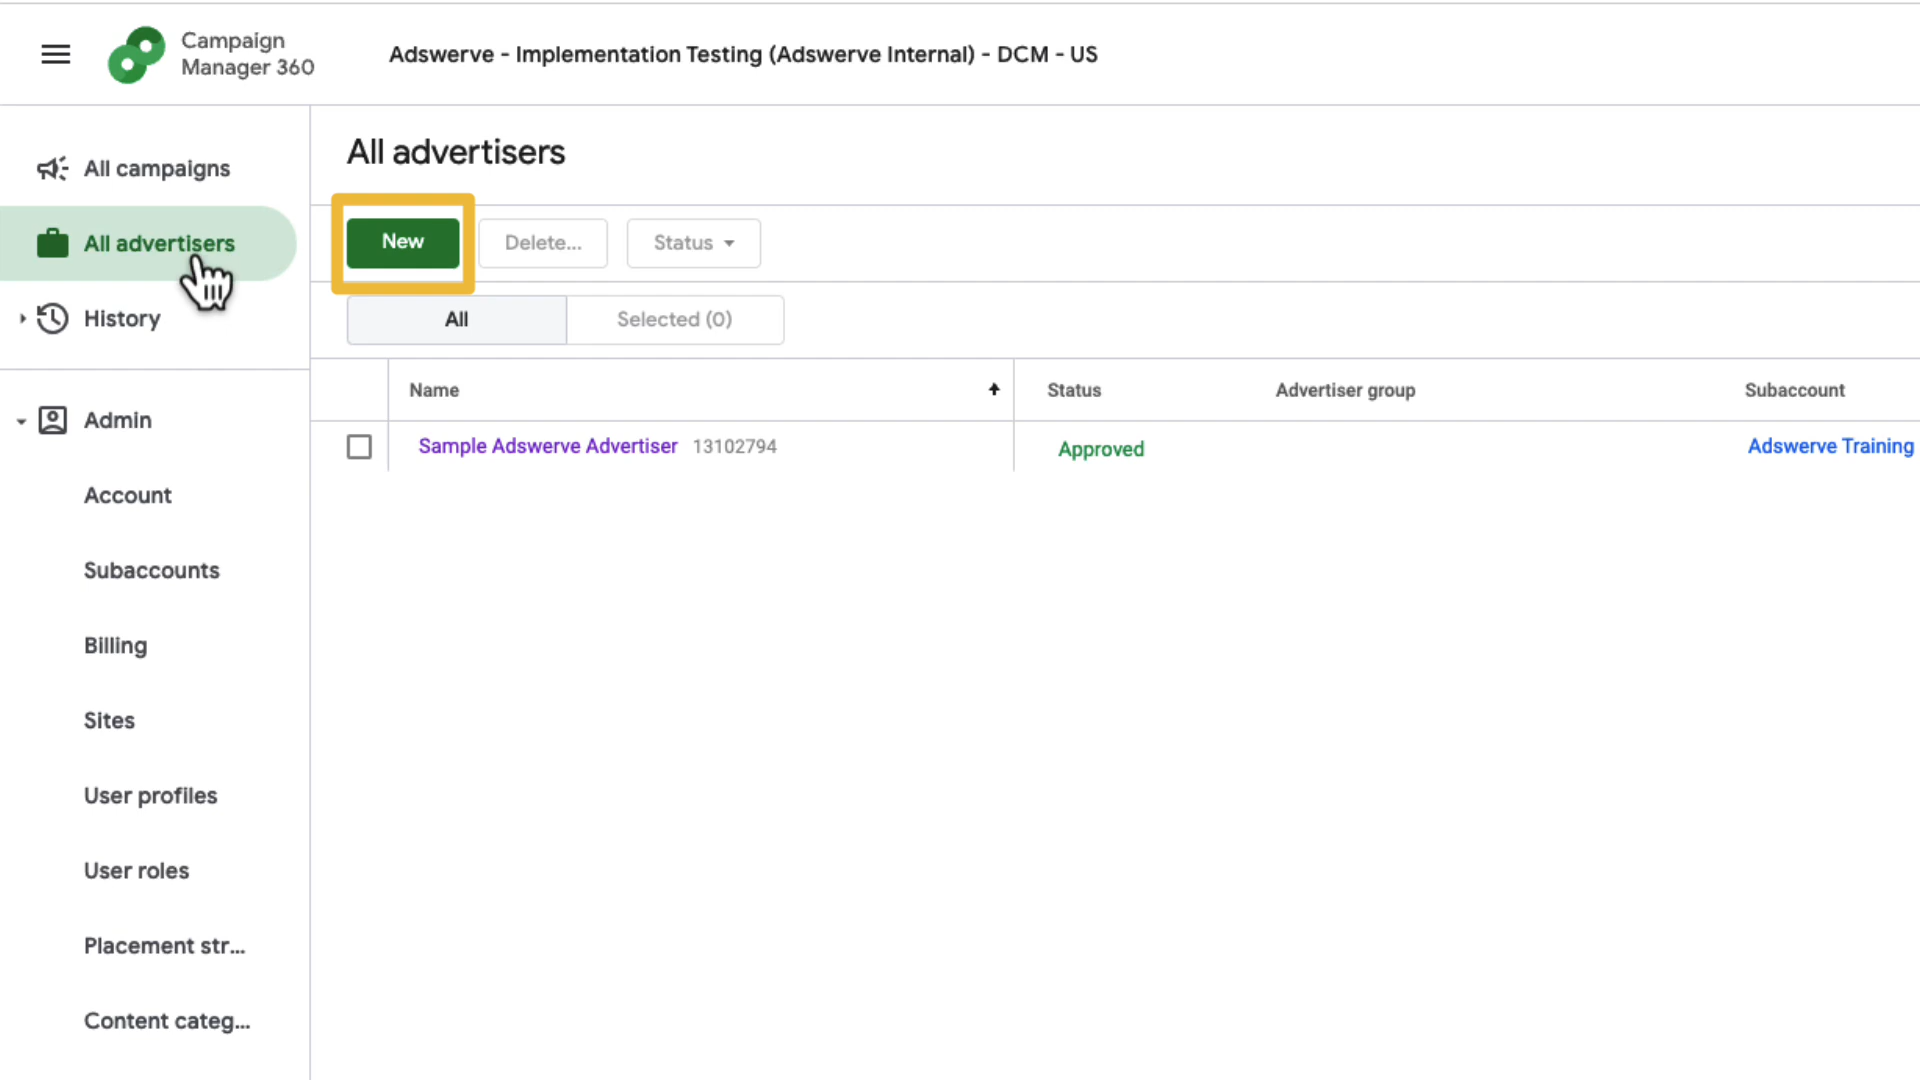 Campaign
Manager 360
Adswerve - Implementation Testing (Adswerve Internal) - DCM - US
All campaigns
All advertisers
History
Admin
Account
Subaccounts
Billing
Sites
User profiles
User roles
Placement str...
Content categ...
All advertisers
New Delete... Status
All Selected (0)
Name Status Advertiser group Subaccount
Sample Adswerve Advertiser 13102794 Approved Adswerve Training